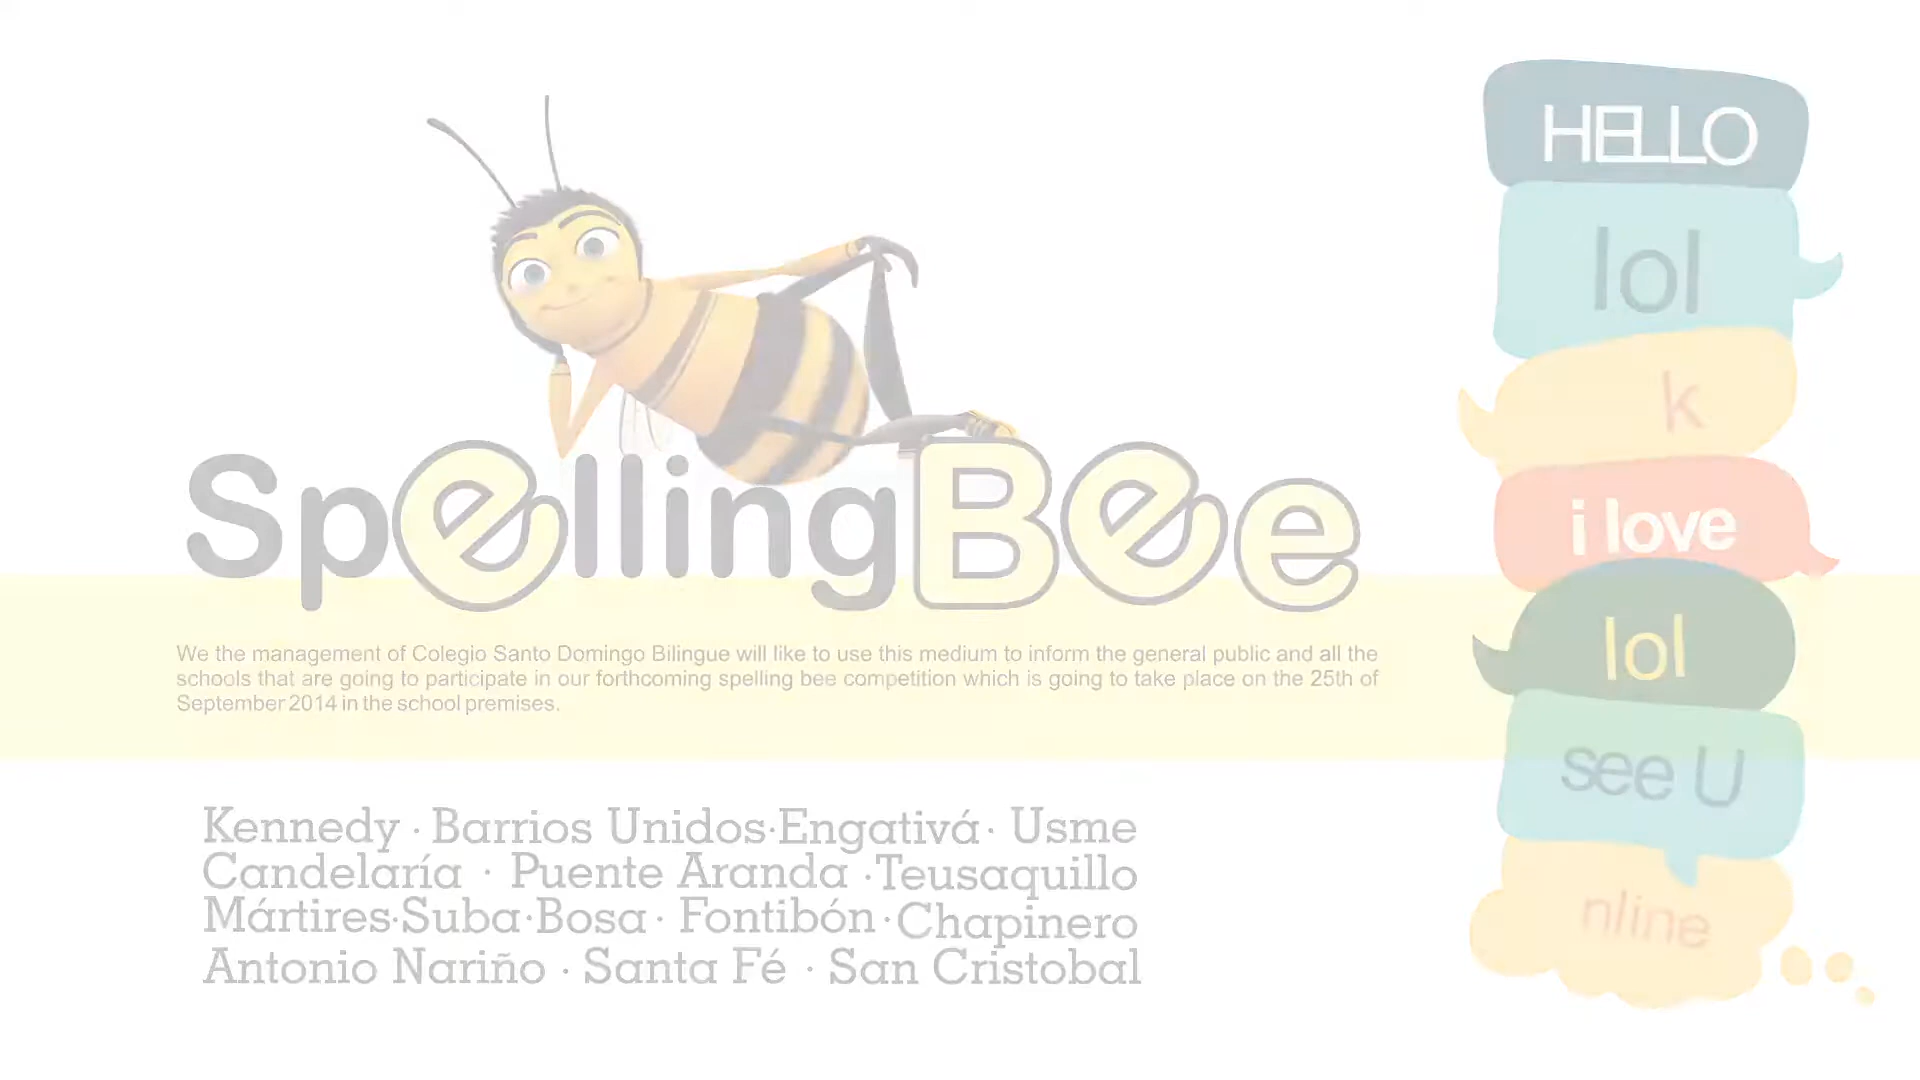 SpellingBee
We the management of Colegio Santo Domingo Bilingue will like to use this medium to inform the general public and all the
schools that are going to participate in our forthcoming spelling bee competition which is going to take place on the 25th of
September 2014 in the school premises.
Kennedy · Barrios Unidos·Engativá· Usme
Candelaría · Puente Aranda ·Teusaquillo
Mártires·Suba·Bosa· Fontibón·Chapinero
Antonio Nariño · Santa Fé · San Cristobal
HELLO
lol
k
i love
lol
see U
nline